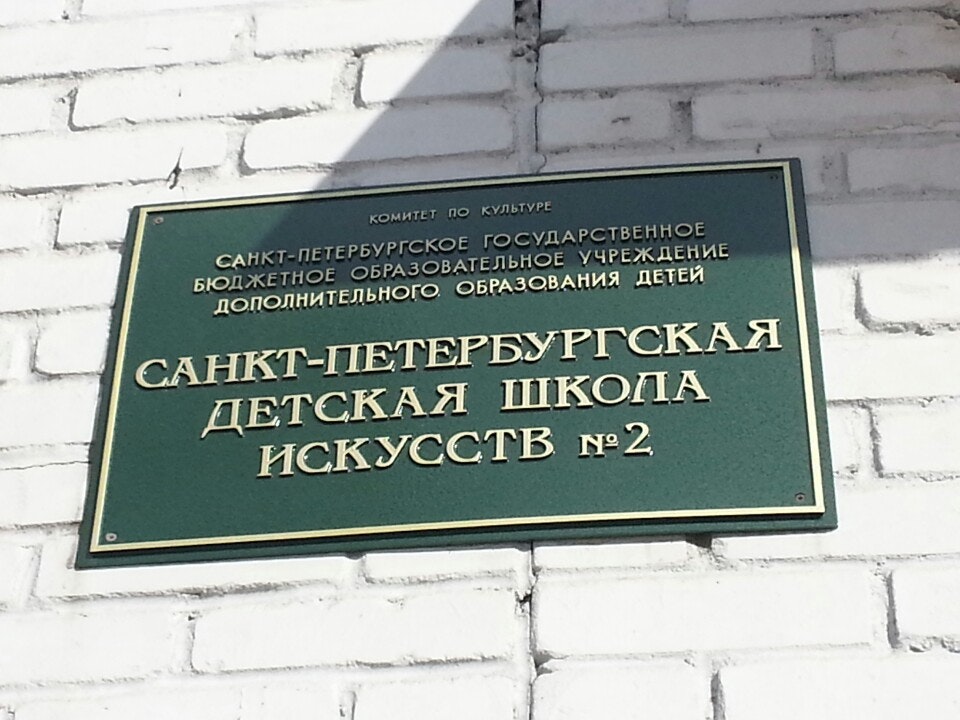 КОМИТЕТ ПО КУЛЬТУРЕ
САНКТ-ПЕТЕРБУРГСКОЕ ГОСУДАРСТВЕННОЕ
БЮДЖЕТНОЕ ОБРАЗОВАТЕЛЬНОЕ УЧРЕЖДЕНИЕ
ДОПОЛНИТЕЛЬНОГО ОБРАЗОВАНИЯ ДЕТЕЙ
САНКТ-ПЕТЕРБУРГСКАЯ
ДЕТСКАЯ ШКОЛА
ИСКУССТВ №2